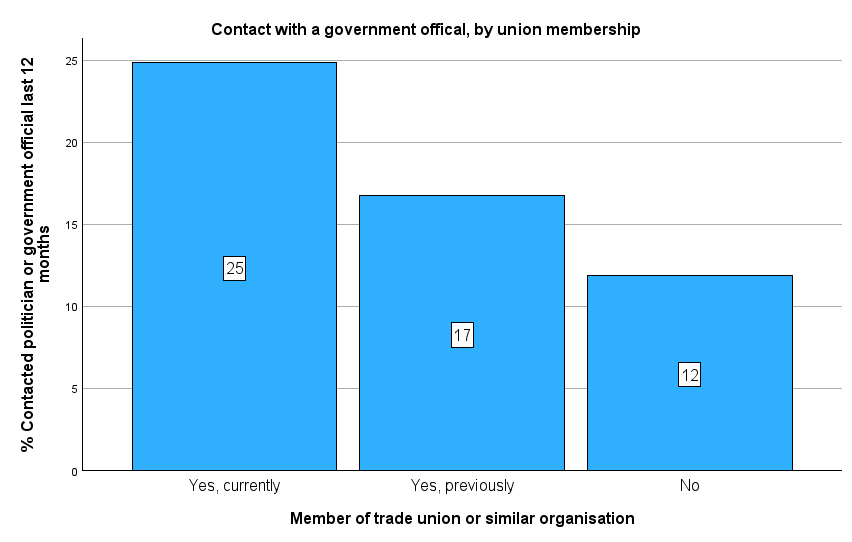 Contact with a government offical, by union membership
% Contacted politician or government official last 12
months
25
20
15
10
5
0
25
17
12
Yes, currently
Yes, previously
No
Member of trade union or similar organisation